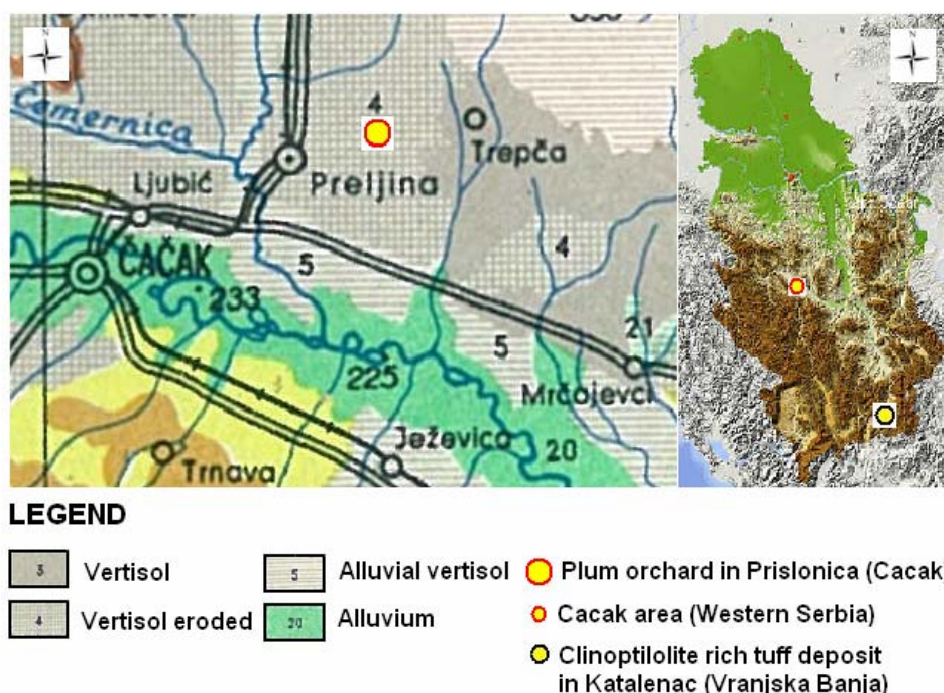 N
N
Čemernica
4
Trepča
Ljubić
Preljina
ČAČAK
5
4
233
21
5
225
Mrčajevci
Ježevica
20
Trnava
LEGEND
3 Vertisol
5 Alluvial vertisol
Plum orchard in Prislonica (Cacak
4 Vertisol eroded
20 Alluvium
Cacak area (Western Serbia)
Clinoptilolite rich tuff deposit
in Katalenac (Vranjska Banja)